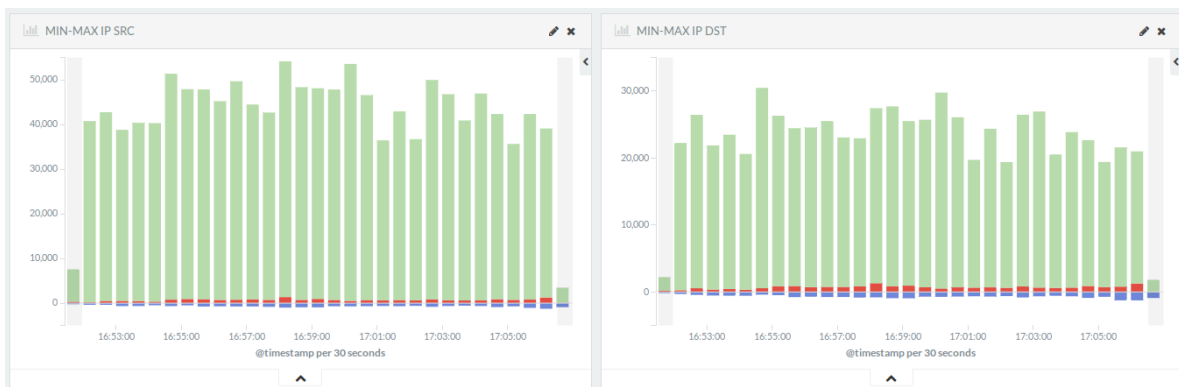 MIN-MAX IP SRC
50,000
40,000
30,000
20,000
10,000
0
16:53:00 16:55:00 16:57:00 16:59:00 17:01:00 17:03:00 17:05:00
@timestamp per 30 seconds
MIN-MAX IP DST
30,000
20,000
10,000
0
16:53:00 16:55:00 16:57:00 16:59:00 17:01:00 17:03:00 17:05:00
@timestamp per 30 seconds